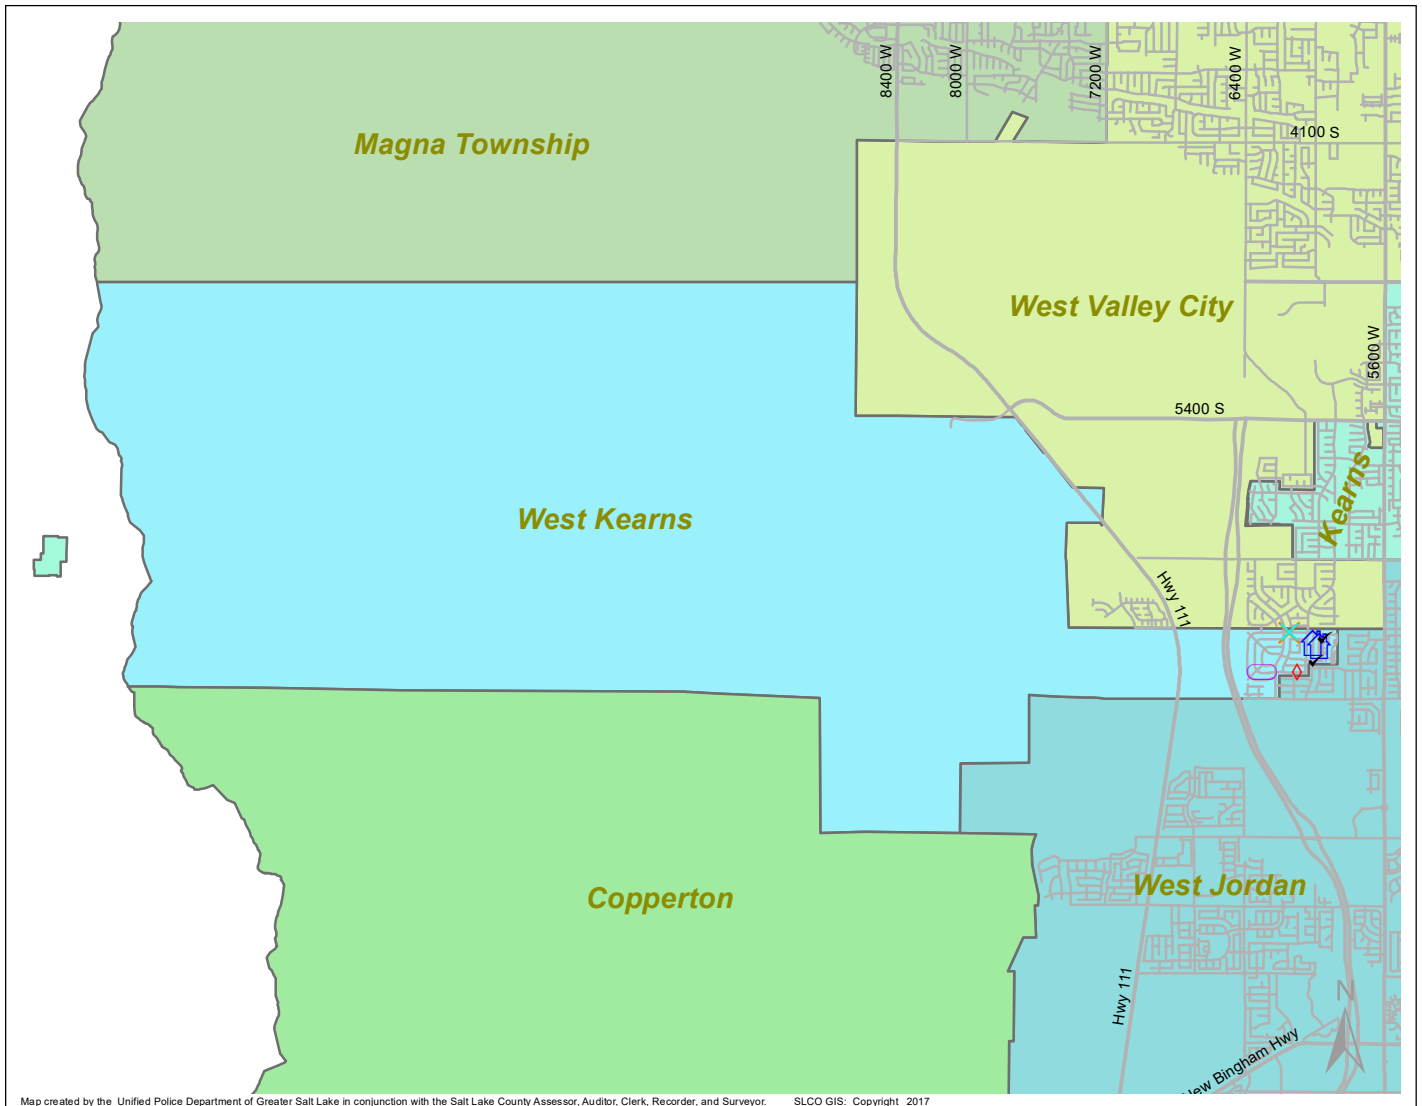 8400 W
8000 W
7200 W
6400 W
4100 S
Magna Township
West Valley City
5600 W
5400 S
Kearns
West Kearns
Hwy 111
West Jordan
Copperton
Hwy 111
N
New Bingham Hwy
Map created by the Unified Police Department of Greater Salt Lake in conjunction with the Salt Lake County Assessor, Auditor, Clerk, Recorder, and Surveyor. SLCO GIS: Copyright 2017